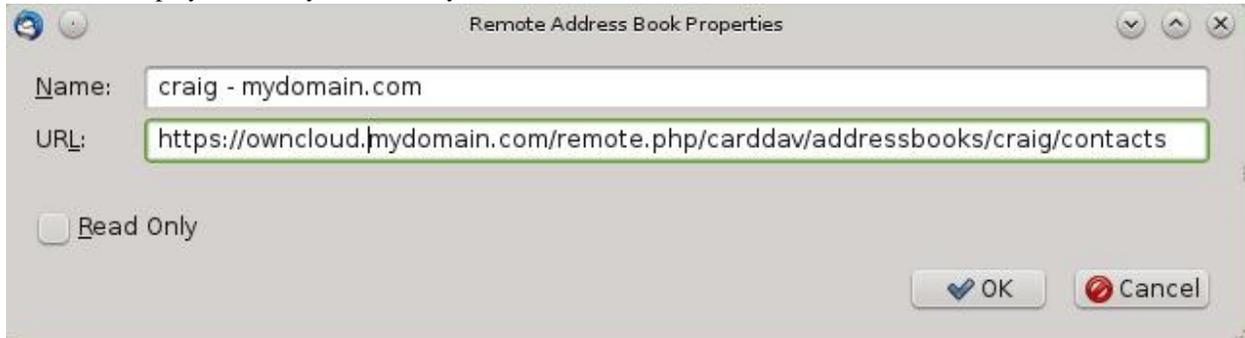 Remote Address Book Properties
Name: craig - mydomain.com
URL: https://owncloud.mydomain.com/remote.php/carddav/addressbooks/craig/contacts
Read Only
OK Cancel